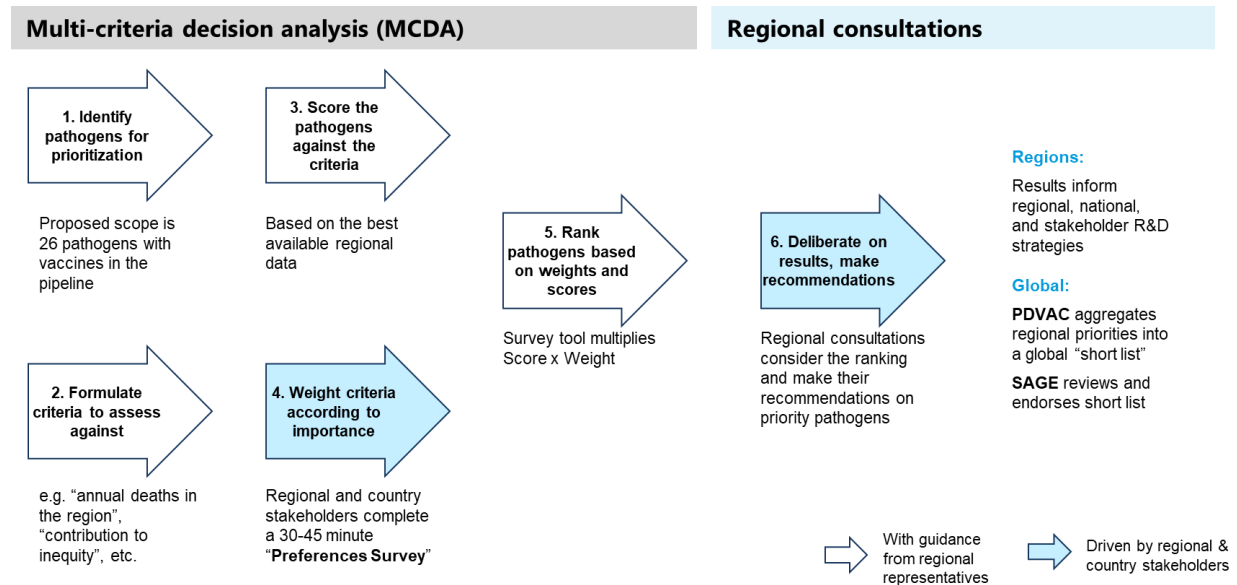 Multi-criteria decision analysis (MCDA)
Regional consultations
1. Identify
pathogens for
prioritization
Proposed scope is
26 pathogens with
vaccines in the
pipeline
3. Score the
pathogens
against the
criteria
Based on the best
available regional
data
2. Formulate
criteria to assess
against
e.g. “annual deaths in
the region”,
“contribution to
inequity”, etc.
4. Weight criteria
according to
importance
Regional and country
stakeholders complete
a 30-45 minute
“Preferences Survey”
5. Rank
pathogens based
on weights and
scores
Survey tool multiplies
Score x Weight
6. Deliberate on
results, make
recommendations
Regional consultations
consider the ranking
and make their
recommendations on
priority pathogens
Regions:
Results inform
regional, national,
and stakeholder R&D
strategies
Global:
PDVAC aggregates
regional priorities into
a global “short list”
SAGE reviews and
endorses short list
With guidance
from regional
representatives
Driven by regional &
country stakeholders